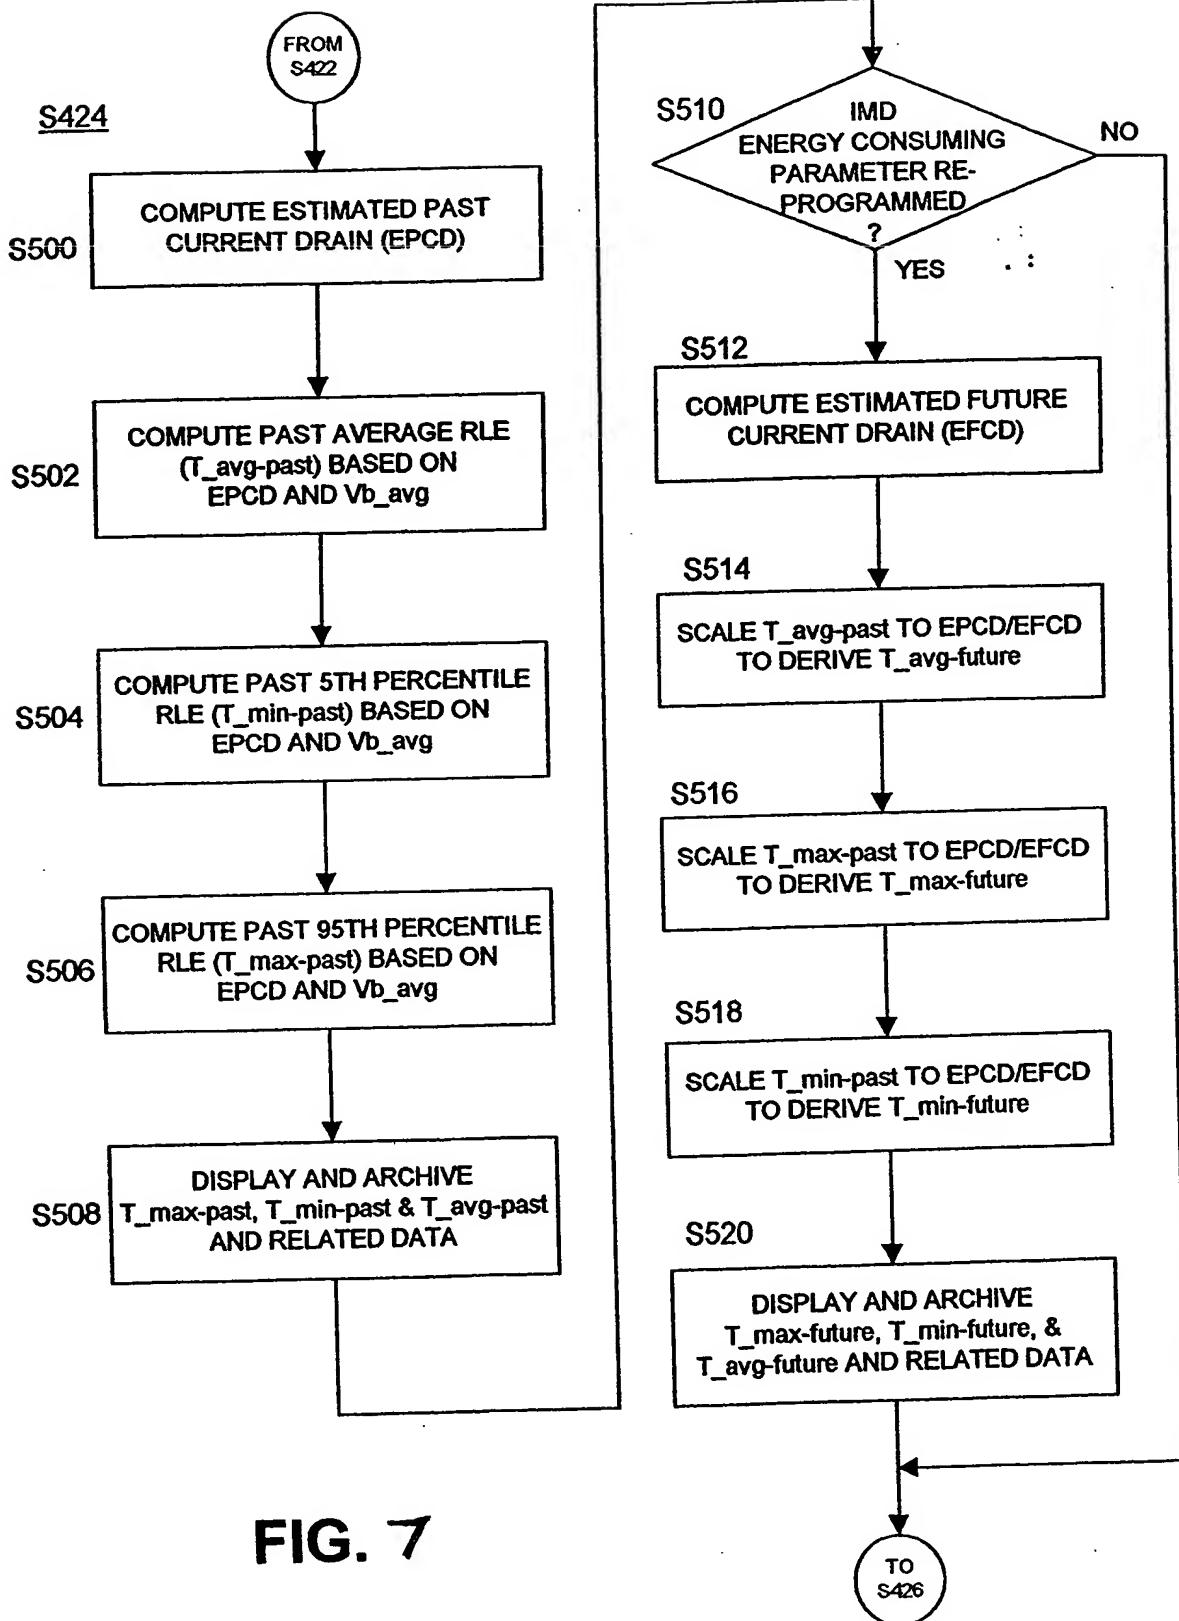 FROM
S422
S424
S500
COMPUTE ESTIMATED PAST
CURRENT DRAIN (EPCD)
S502
COMPUTE PAST AVERAGE RLE
(T_avg-past) BASED ON
EPCD AND Vb_avg
S504
COMPUTE PAST 5TH PERCENTILE
RLE (T_min-past) BASED ON
EPCD AND Vb_avg
S506
COMPUTE PAST 95TH PERCENTILE
RLE (T_max-past) BASED ON
EPCD AND Vb_avg
S508
DISPLAY AND ARCHIVE
T_max-past, T_min-past & T_avg-past
AND RELATED DATA
S510
IMD
ENERGY CONSUMING
PARAMETER RE-
PROGRAMMED
?
NO
YES
S512
COMPUTE ESTIMATED FUTURE
CURRENT DRAIN (EFCD)
S514
SCALE T_avg-past TO EPCD/EFCD
TO DERIVE T_avg-future
S516
SCALE T_max-past TO EPCD/EFCD
TO DERIVE T_max-future
S518
SCALE T_min-past TO EPCD/EFCD
TO DERIVE T_min-future
S520
DISPLAY AND ARCHIVE
T_max-future, T_min-future, &
T_avg-future AND RELATED DATA
TO
S426
FIG. 7